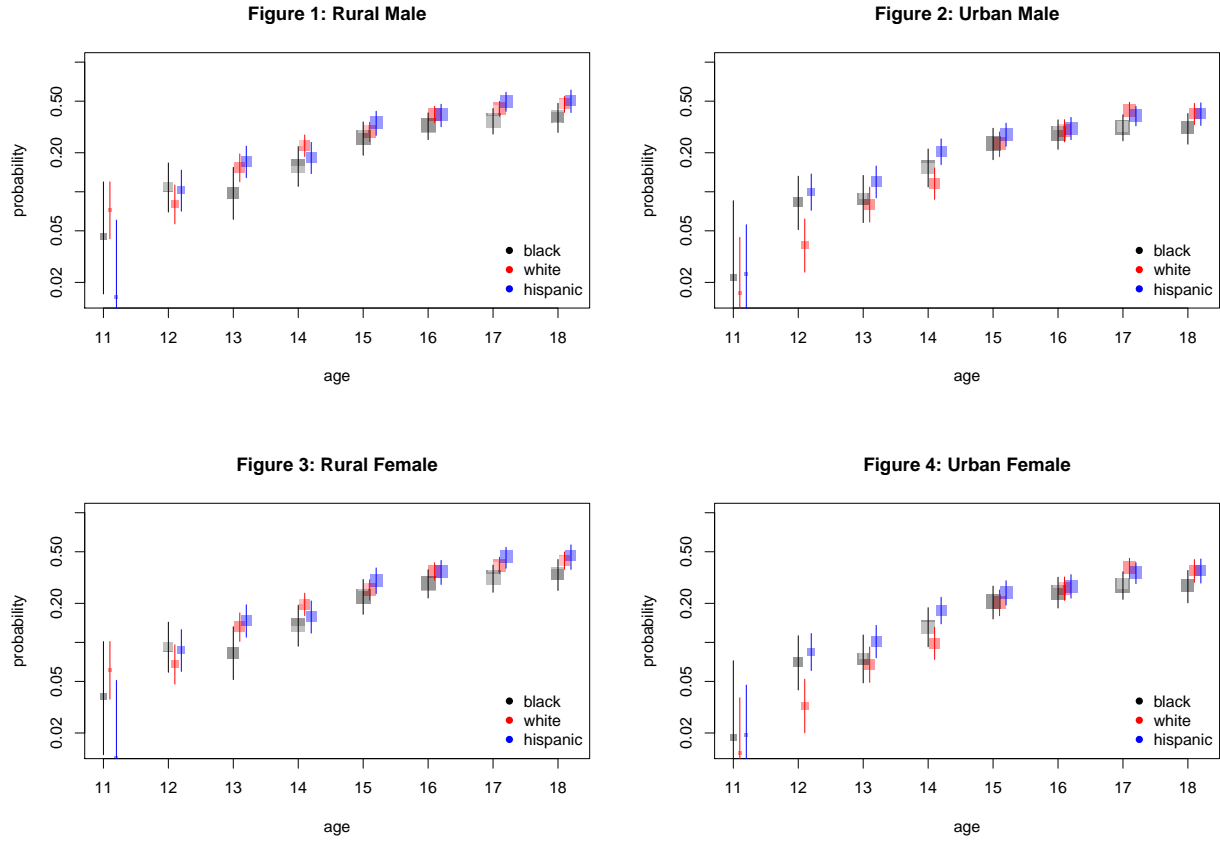 Figure 1: Rural Male
probability
0.50
0.20
0.05
0.02
black
white
hispanic
11 12 13 14 15 16 17 18
age
Figure 2: Urban Male
probability
0.50
0.20
0.05
0.02
black
white
hispanic
11 12 13 14 15 16 17 18
age
Figure 3: Rural Female
probability
0.50
0.20
0.05
0.02
black
white
hispanic
11 12 13 14 15 16 17 18
age
Figure 4: Urban Female
probability
0.50
0.20
0.05
0.02
black
white
hispanic
11 12 13 14 15 16 17 18
age